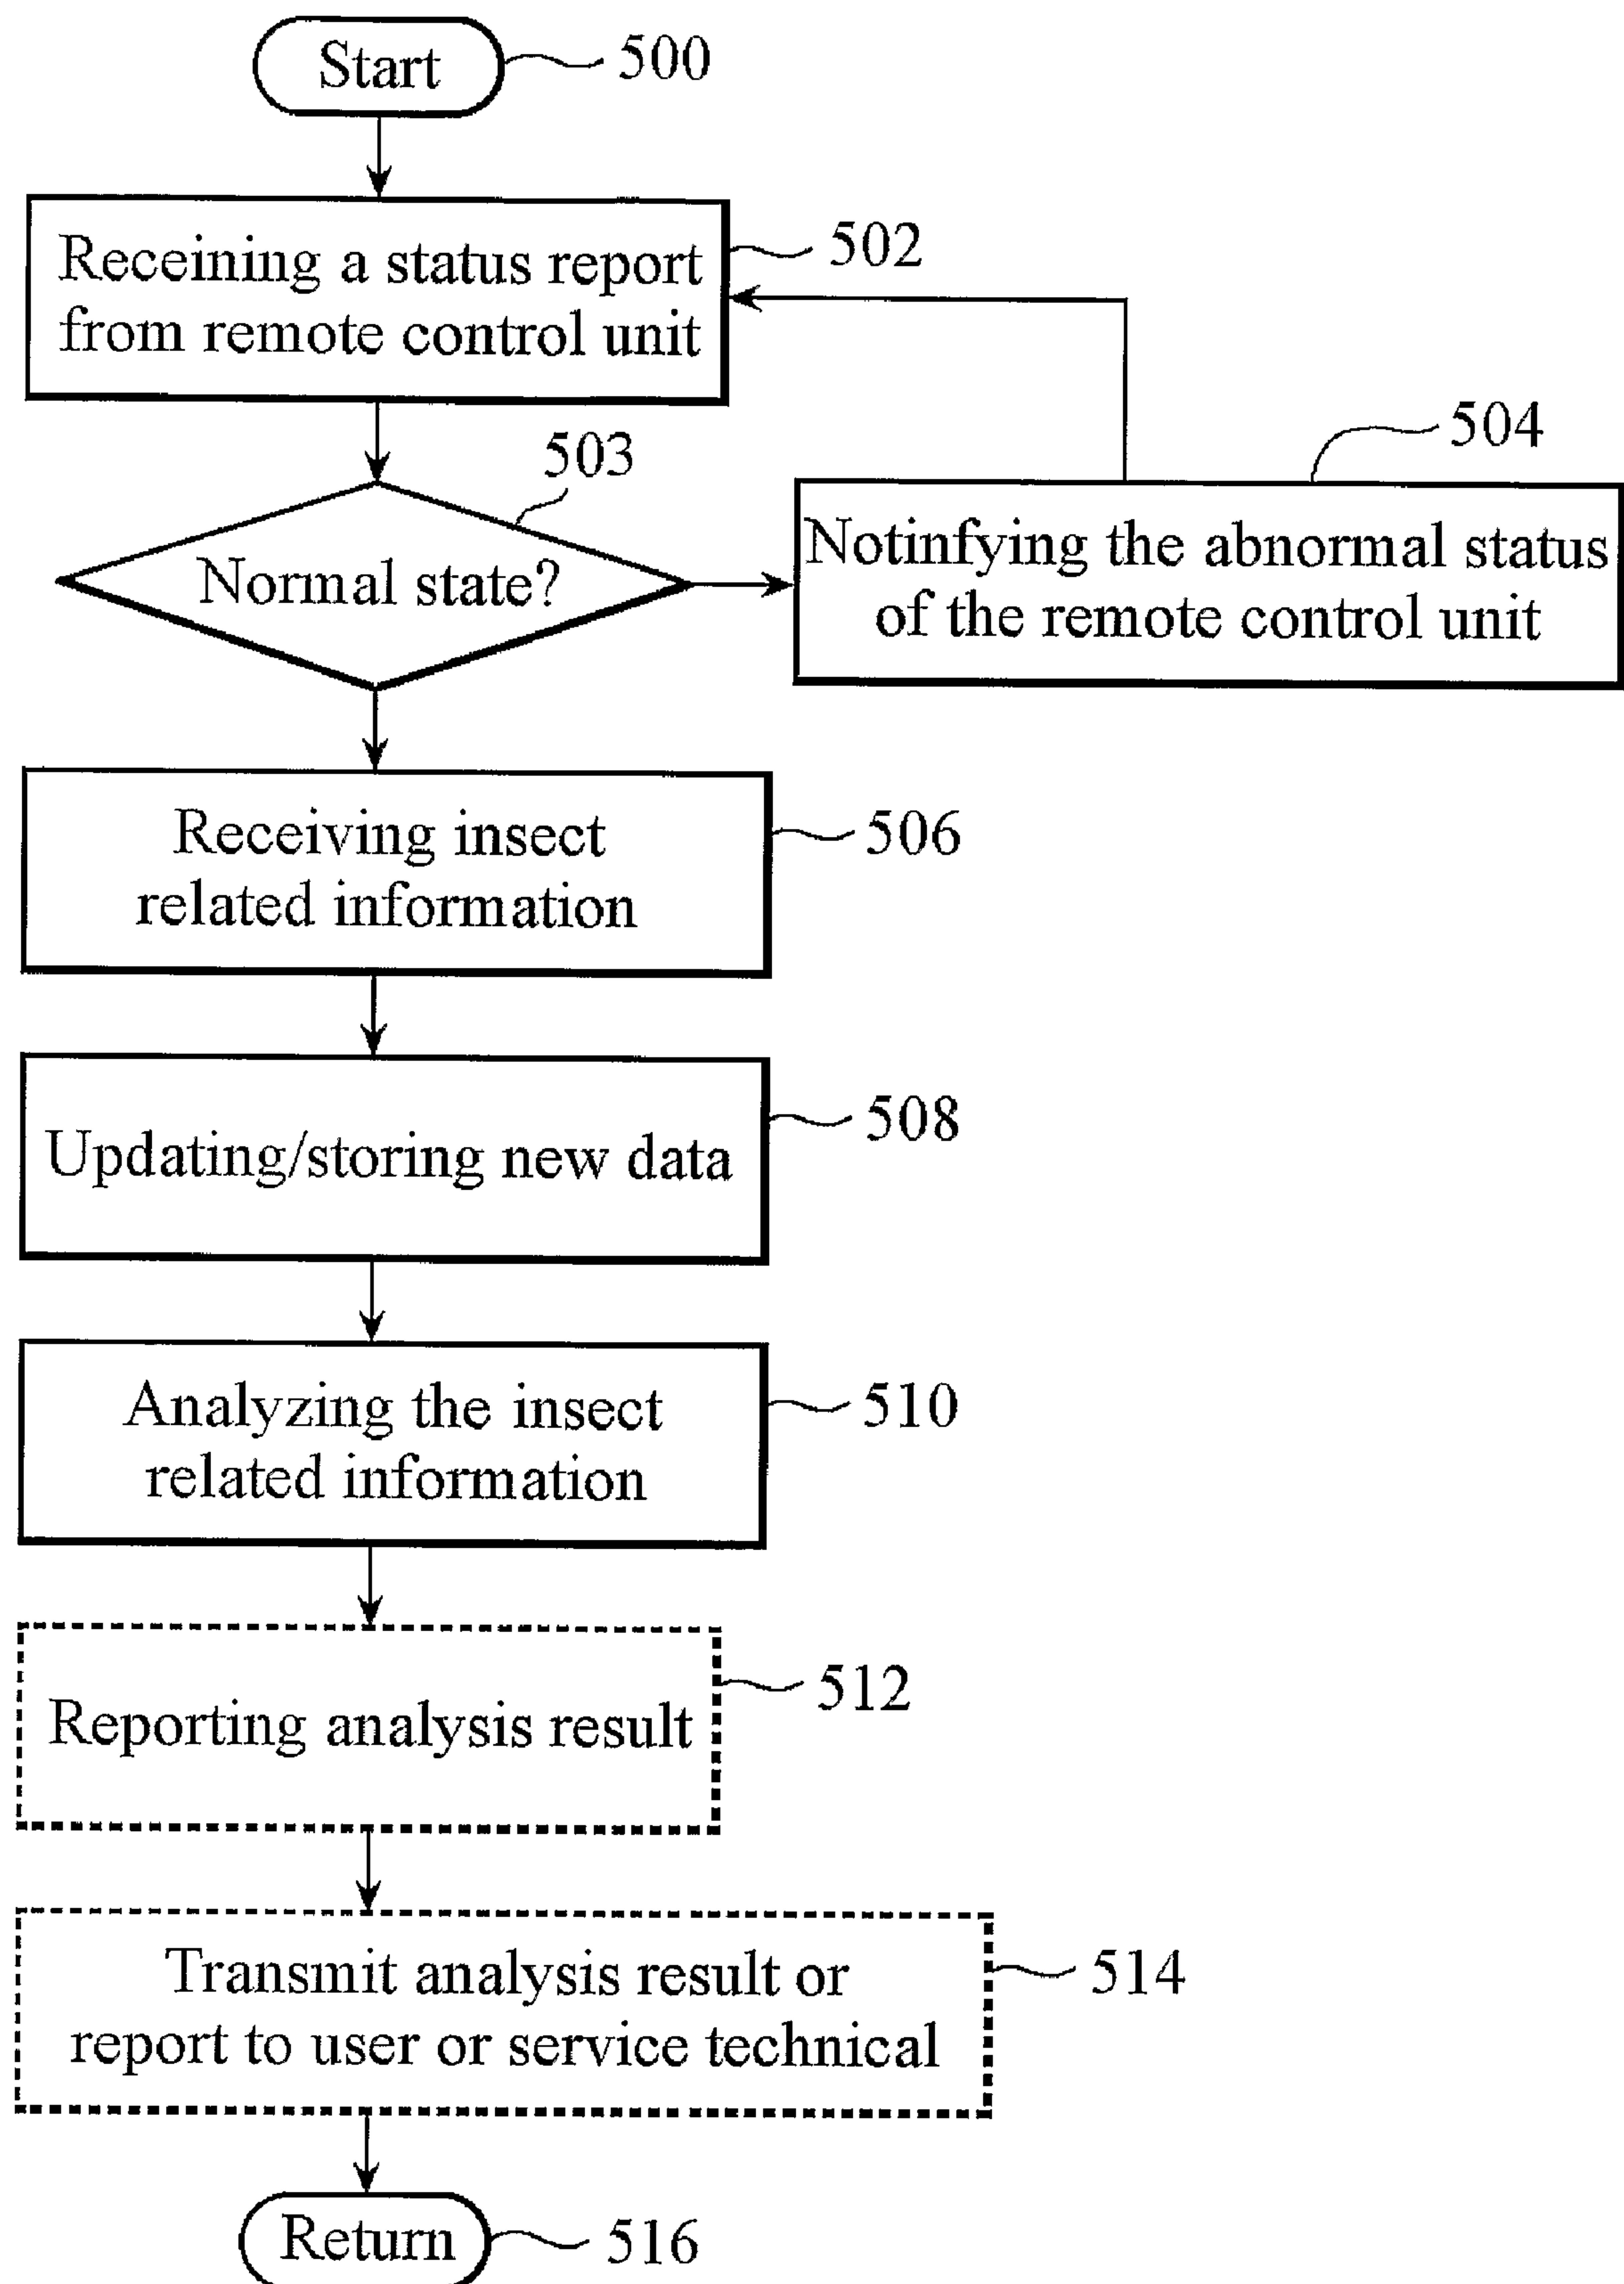 Start
500
Receining a status report
from remote control unit
502
503
Normal state?
504
Notinfying the abnormal status
of the remote control unit
Receiving insect
related information
506
Updating/storing new data
508
Analyzing the insect
related information
510
Reporting analysis result
512
Transmit analysis result or
report to user or service technical
514
Return
516